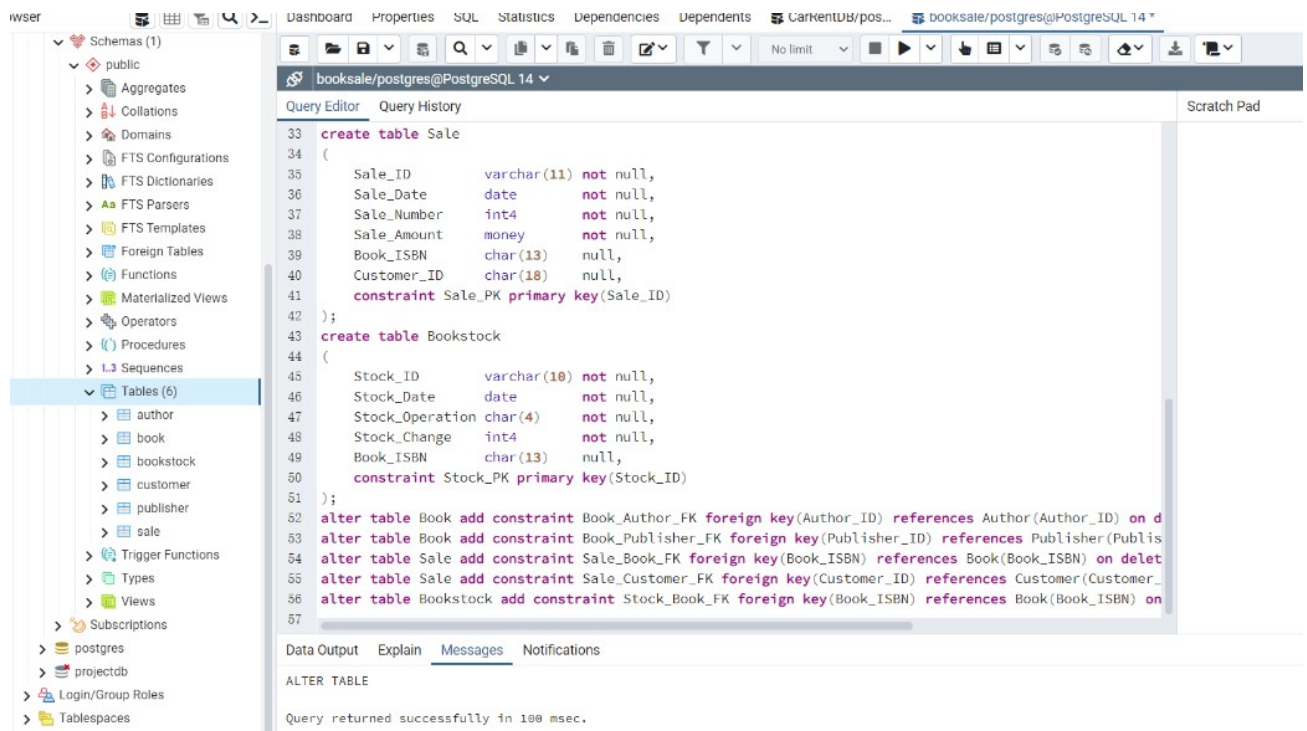 Dashboard Properties SQL Statistics Dependencies Dependents CarRentDB/pos... booksale/postgres@PostgreSQL 14 *
Schemas (1)
public
Aggregates
Collations
Domains
FTS Configurations
FTS Dictionaries
Aa FTS Parsers
FTS Templates
Foreign Tables
Functions
Materialized Views
Operators
Procedures
1..3 Sequences
Tables (6)
author
book
bookstock
customer
publisher
sale
Trigger Functions
Types
Views
Subscriptions
postgres
projectdb
Login/Group Roles
Tablespaces
No limit
booksale/postgres@PostgreSQL 14
Query Editor Query History
Scratch Pad
33 create table Sale
34 (
35 Sale_ID varchar(11) not null,
36 Sale_Date date not null,
37 Sale_Number int4 not null,
38 Sale_Amount money not null,
39 Book_ISBN char(13) null,
40 Customer_ID char(18) null,
41 constraint Sale_PK primary key(Sale_ID)
42 );
43 create table Bookstock
44 (
45 Stock_ID varchar(10) not null,
46 Stock_Date date not null,
47 Stock_Operation char(4) not null,
48 Stock_Change int4 not null,
49 Book_ISBN char(13) null,
50 constraint Stock_PK primary key(Stock_ID)
51 );
52 alter table Book add constraint Book_Author_FK foreign key(Author_ID) references Author(Author_ID) on d
53 alter table Book add constraint Book_Publisher_FK foreign key(Publisher_ID) references Publisher(Publis
54 alter table Sale add constraint Sale_Book_FK foreign key(Book_ISBN) references Book(Book_ISBN) on delet
55 alter table Sale add constraint Sale_Customer_FK foreign key(Customer_ID) references Customer(Customer_
56 alter table Bookstock add constraint Stock_Book_FK foreign key(Book_ISBN) references Book(Book_ISBN) on
57
Data Output Explain Messages Notifications
ALTER TABLE
Query returned successfully in 100 msec.